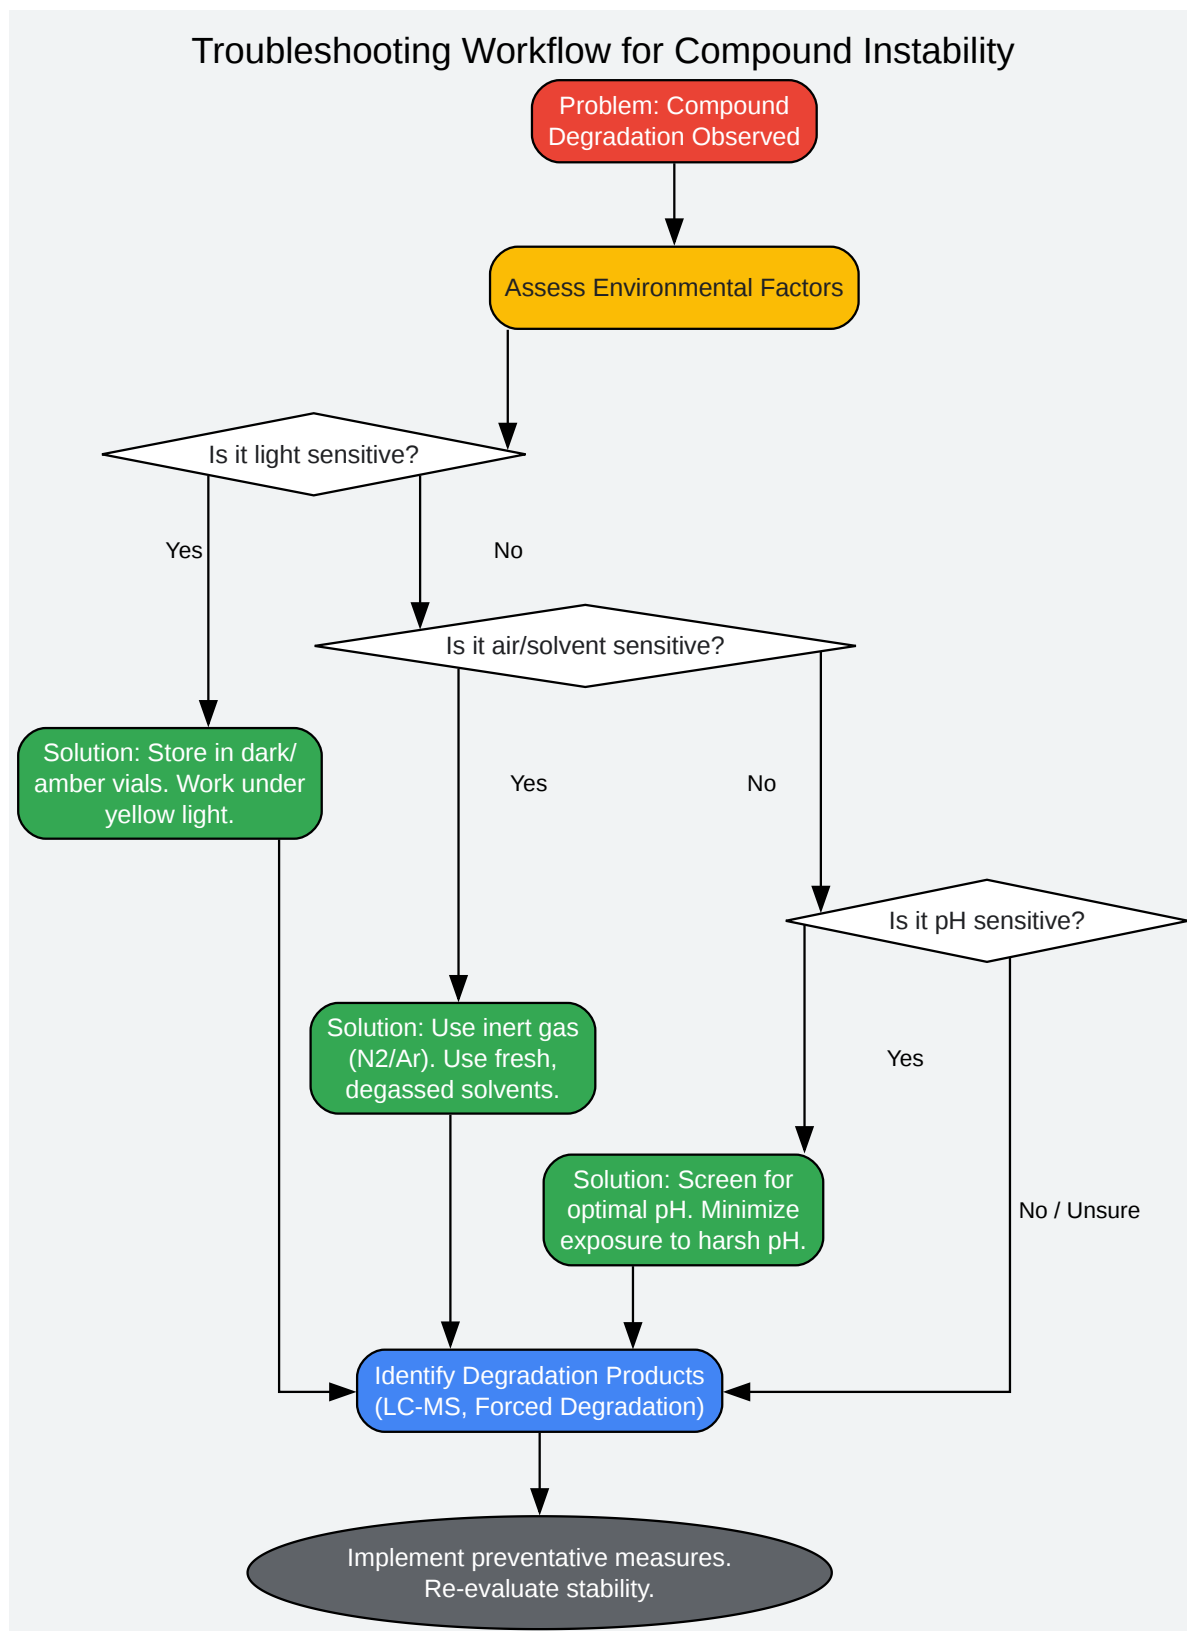 Troubleshooting Workflow for Compound Instability
Problem: Compound
Degradation Observed
Assess Environmental Factors
Is it light sensitive?
Yes
No
Is it air/solvent sensitive?
Solution: Store in dark/
amber vials. Work under
yellow light.
Yes
No
Is it pH sensitive?
Solution: Use inert gas
(N2/Ar). Use fresh,
degassed solvents.
Yes
Solution: Screen for
optimal pH. Minimize
exposure to harsh pH.
No / Unsure
Identify Degradation Products
(LC-MS, Forced Degradation)
Implement preventative measures.
Re-evaluate stability.